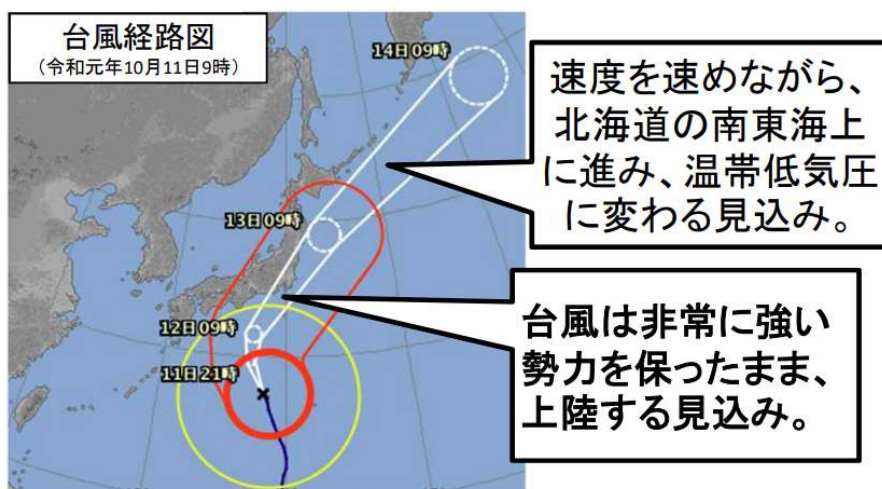 台風経路図
（令和元年10月11日9時）
14日09時
速度を速めながら、
北海道の南東海上
に進み、温帯低気圧
に変わる見込み。
13日09時
12日09時
11日21時
台風は非常に強い
勢力を保ったまま、
上陸する見込み。